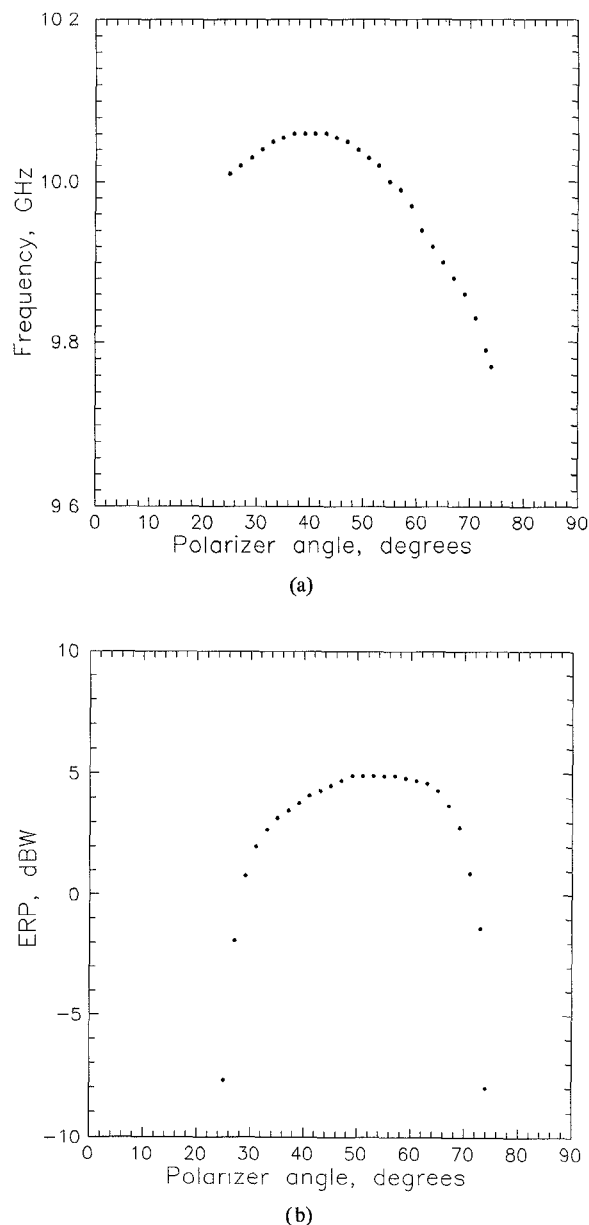 10.2
10.0
9.8
9 6
Frequency, GHz
0 10 20 30 40 50 60 70 80 90
Polarizer angle, degrees
(a)
10
5
0
−5
−10
ERP, dBW
0 10 20 30 40 50 60 70 80 90
Polarizer angle, degrees
(b)